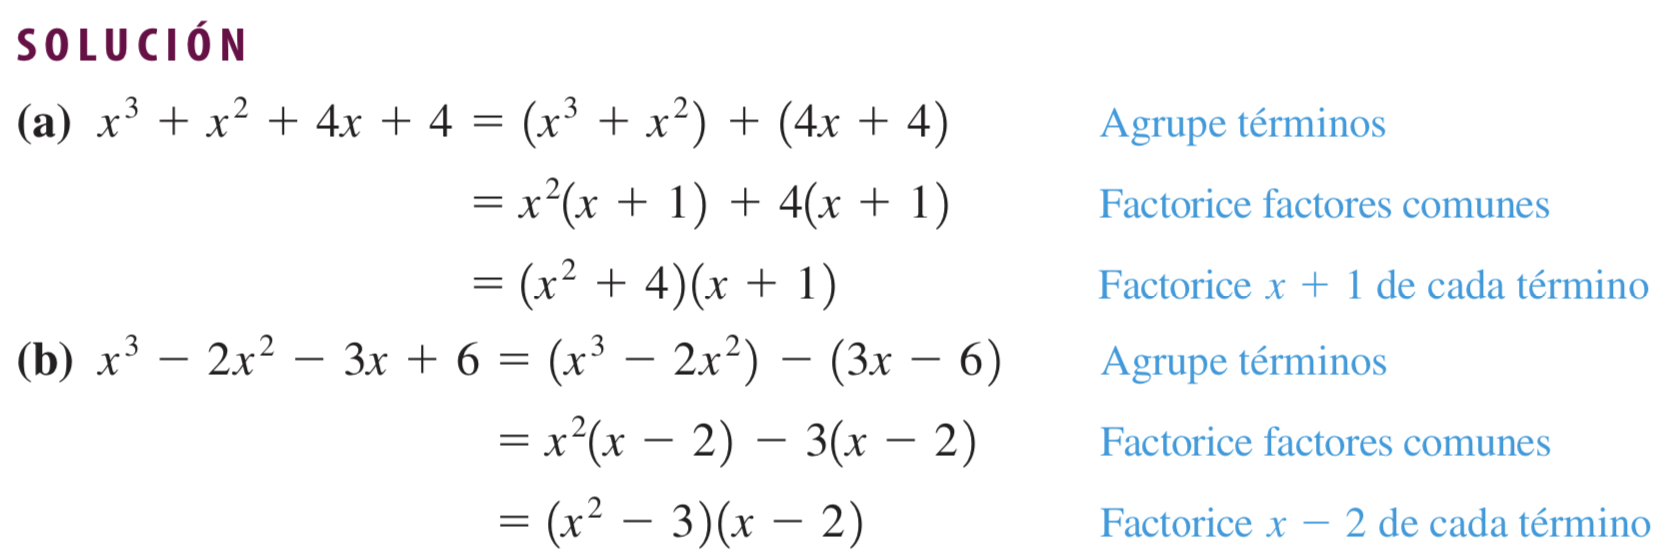 SOLUCIÓN
(a) x³ + x² + 4x + 4 = (x³ + x²) + (4x + 4) Agrupe términos
= x²(x + 1) + 4(x + 1) Factorice factores comunes
= (x² + 4)(x + 1) Factorice x + 1 de cada término
(b) x³ − 2x² − 3x + 6 = (x³ − 2x²) − (3x − 6) Agrupe términos
= x²(x − 2) − 3(x − 2) Factorice factores comunes
= (x² − 3)(x − 2) Factorice x − 2 de cada término